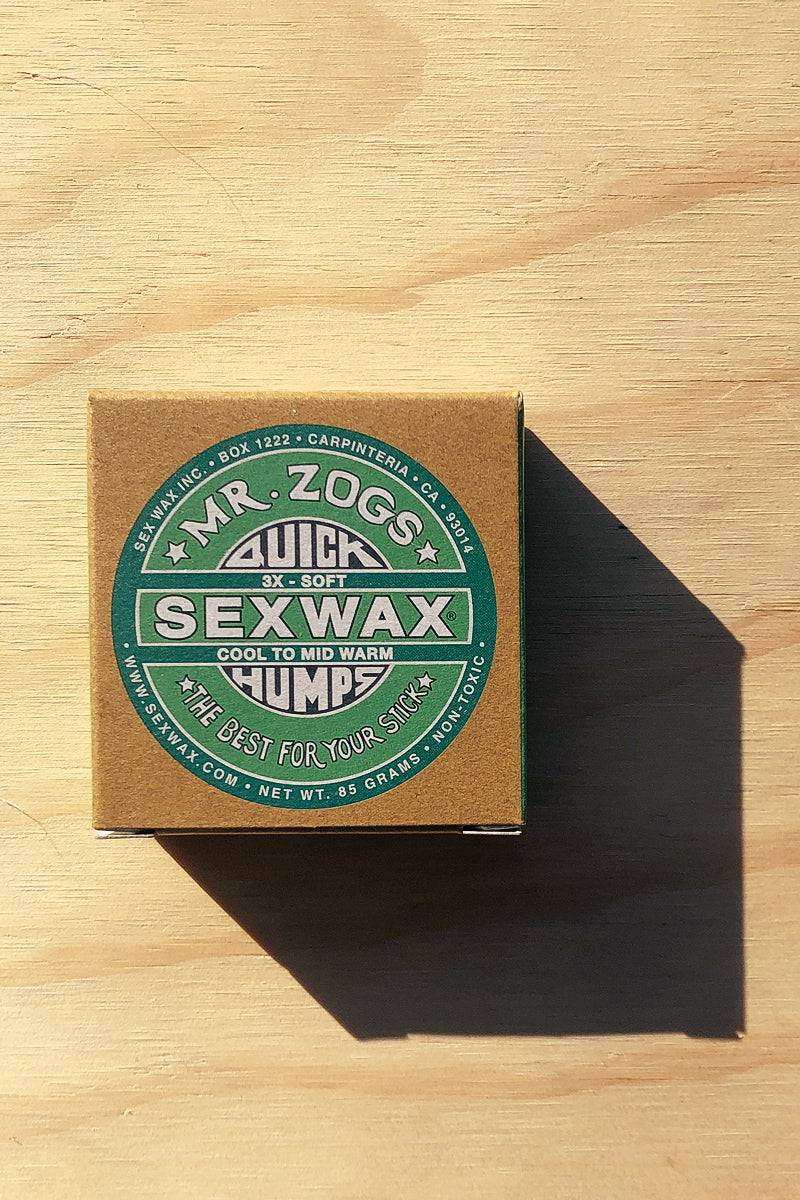 SEX WAX INC. • BOX 1222 • CARPINTERIA • CA • 93014
MR. ZOGS
QUICK
3X - SOFT
SEXWAX®
COOL TO MID WARM
HUMPS
THE BEST FOR YOUR STICK
• WWW.SEXWAX.COM • NET WT. 85 GRAMS • NON-TOXIC •